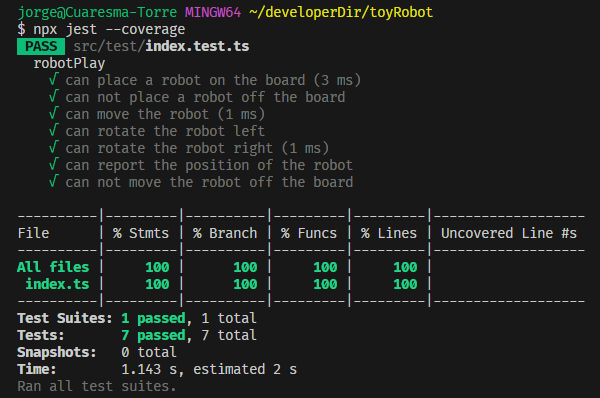 jorge@Cuaresma-Torre MINGW64 ~/developerDir/toyRobot
$ npx jest --coverage
PASS src/test/index.test.ts
robotPlay
√ can place a robot on the board (3 ms)
√ can not place a robot off the board
√ can move the robot (1 ms)
√ can rotate the robot left
√ can rotate the robot right (1 ms)
√ can report the position of the robot
√ can not move the robot off the board
----------|---------|----------|---------|---------|-------------------
File      | % Stmts | % Branch | % Funcs | % Lines | Uncovered Line #s
----------|---------|----------|---------|---------|-------------------
All files |     100 |      100 |     100 |     100 |
 index.ts |     100 |      100 |     100 |     100 |
----------|---------|----------|---------|---------|-------------------
Test Suites: 1 passed, 1 total
Tests:       7 passed, 7 total
Snapshots:   0 total
Time:        1.143 s, estimated 2 s
Ran all test suites.